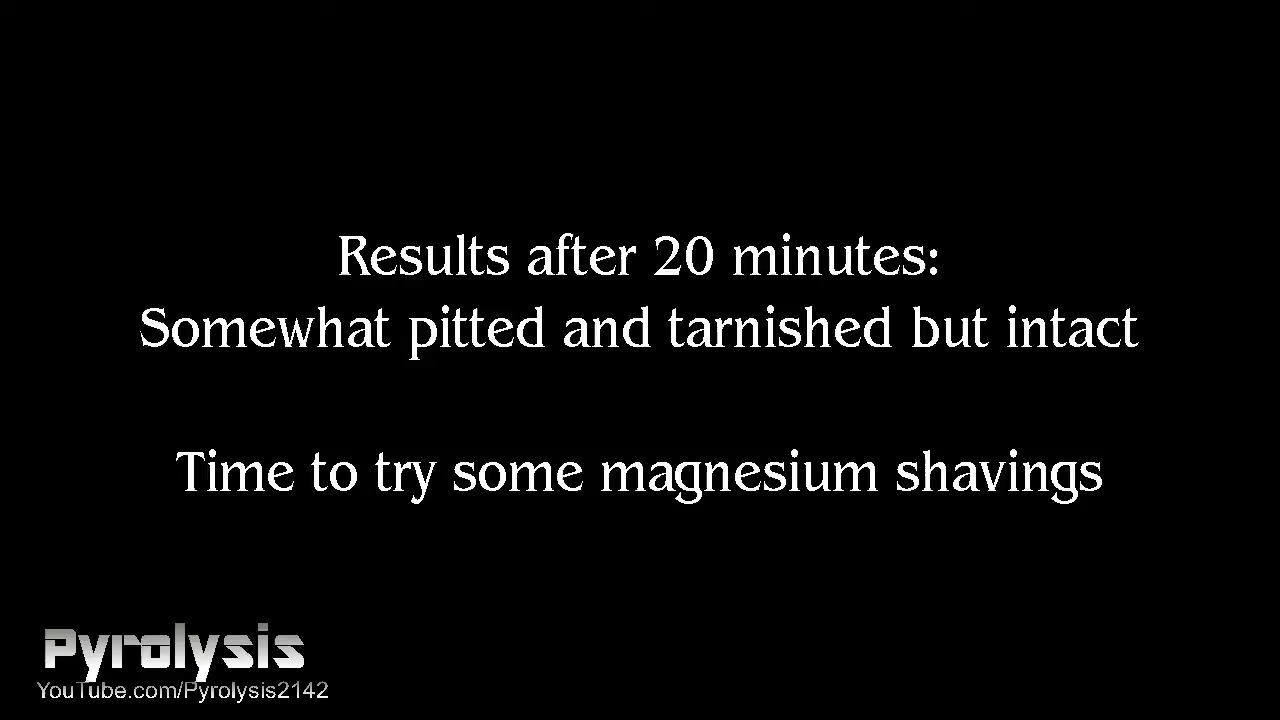 Results after 20 minutes:
Somewhat pitted and tarnished but intact
Time to try some magnesium shavings
Pyrolysis
YouTube.com/Pyrolysis2142